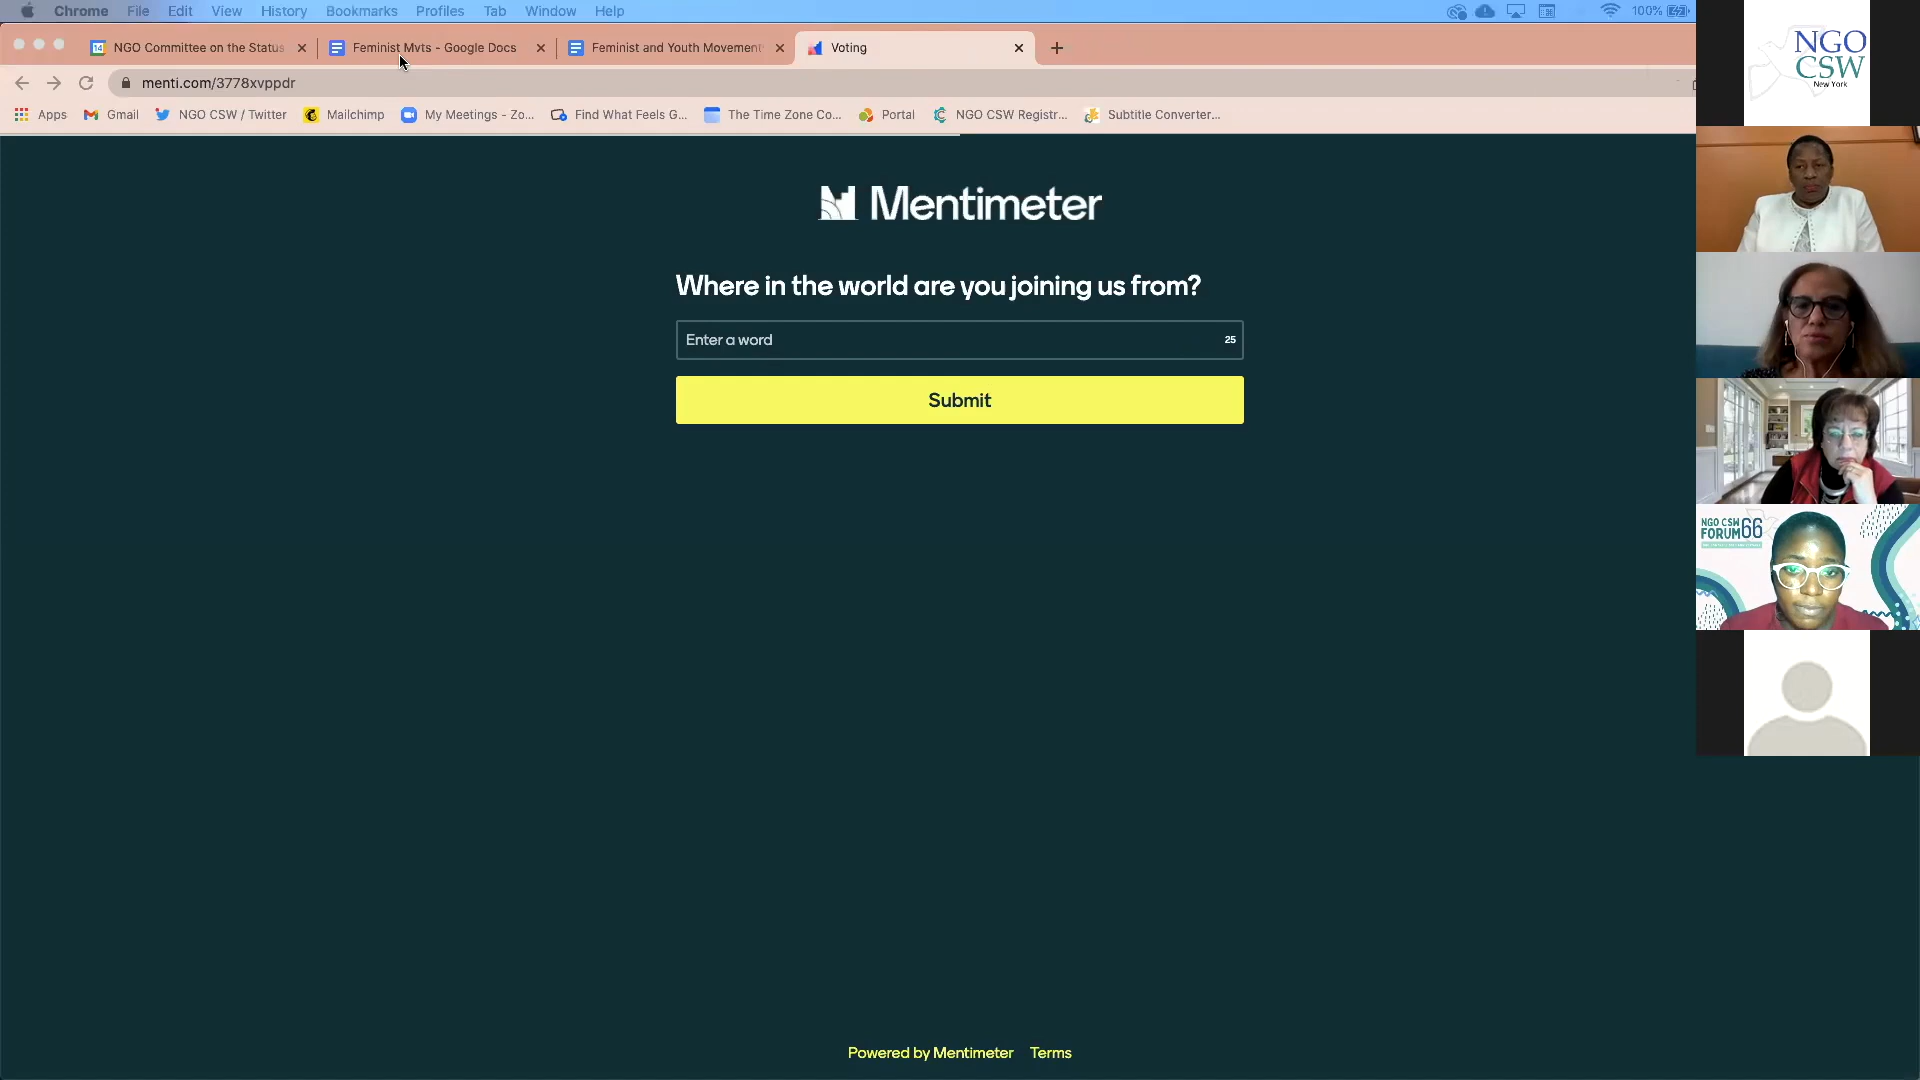 Chrome File Edit View History Bookmarks Profiles Tab Window Help
100%
NGO Committee on the Status
Feminist Mvts - Google Docs
Feminist and Youth Movement
Voting
menti.com/3778xvppdr
Apps
Gmail
NGO CSW / Twitter
Mailchimp
My Meetings - Zo...
Find What Feels G...
The Time Zone Co...
Portal
NGO CSW Registr...
Subtitle Converter...
Mentimeter
Where in the world are you joining us from?
Enter a word
25
Submit
Powered by Mentimeter Terms
NGO
CSW
New York
NGO CSW
FORUM66